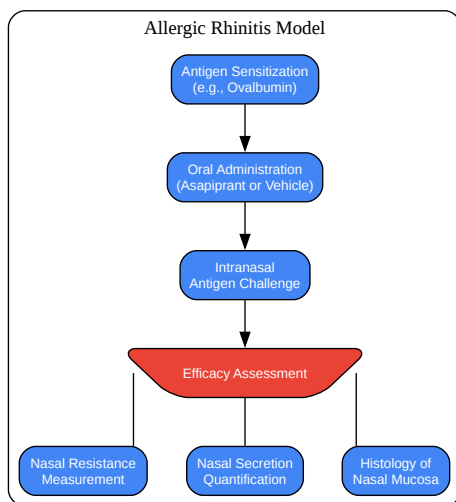 Allergic Rhinitis Model
Antigen Sensitization
(e.g., Ovalbumin)
Oral Administration
(Asapiprant or Vehicle)
Intranasal
Antigen Challenge
Efficacy Assessment
Nasal Resistance
Measurement
Nasal Secretion
Quantification
Histology of
Nasal Mucosa